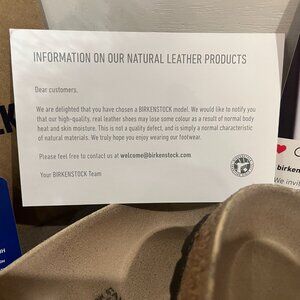 INFORMATION ON OUR NATURAL LEATHER PRODUCTS
Dear customers,
We are delighted that you have chosen a BIRKENSTOCK model. We would like to notify you
that our high-quality, real leather shoes may lose some colour as a result of normal body
heat and skin moisture. This is not a quality defect, and is simply a normal characteristic
of natural materials. We truly hope you enjoy wearing our footwear.
Please feel free to contact us at welcome@birkenstock.com.
Your BIRKENSTOCK Team
birken
We invi